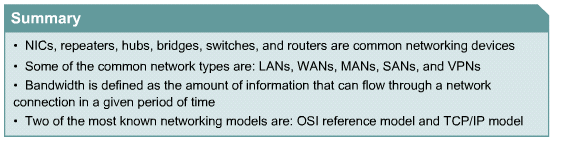 Summary
• NICs, repeaters, hubs, bridges, switches, and routers are common networking devices
• Some of the common network types are: LANs, WANs, MANs, SANs, and VPNs
• Bandwidth is defined as the amount of information that can flow through a network
connection in a given period of time
• Two of the most known networking models are: OSI reference model and TCP/IP model